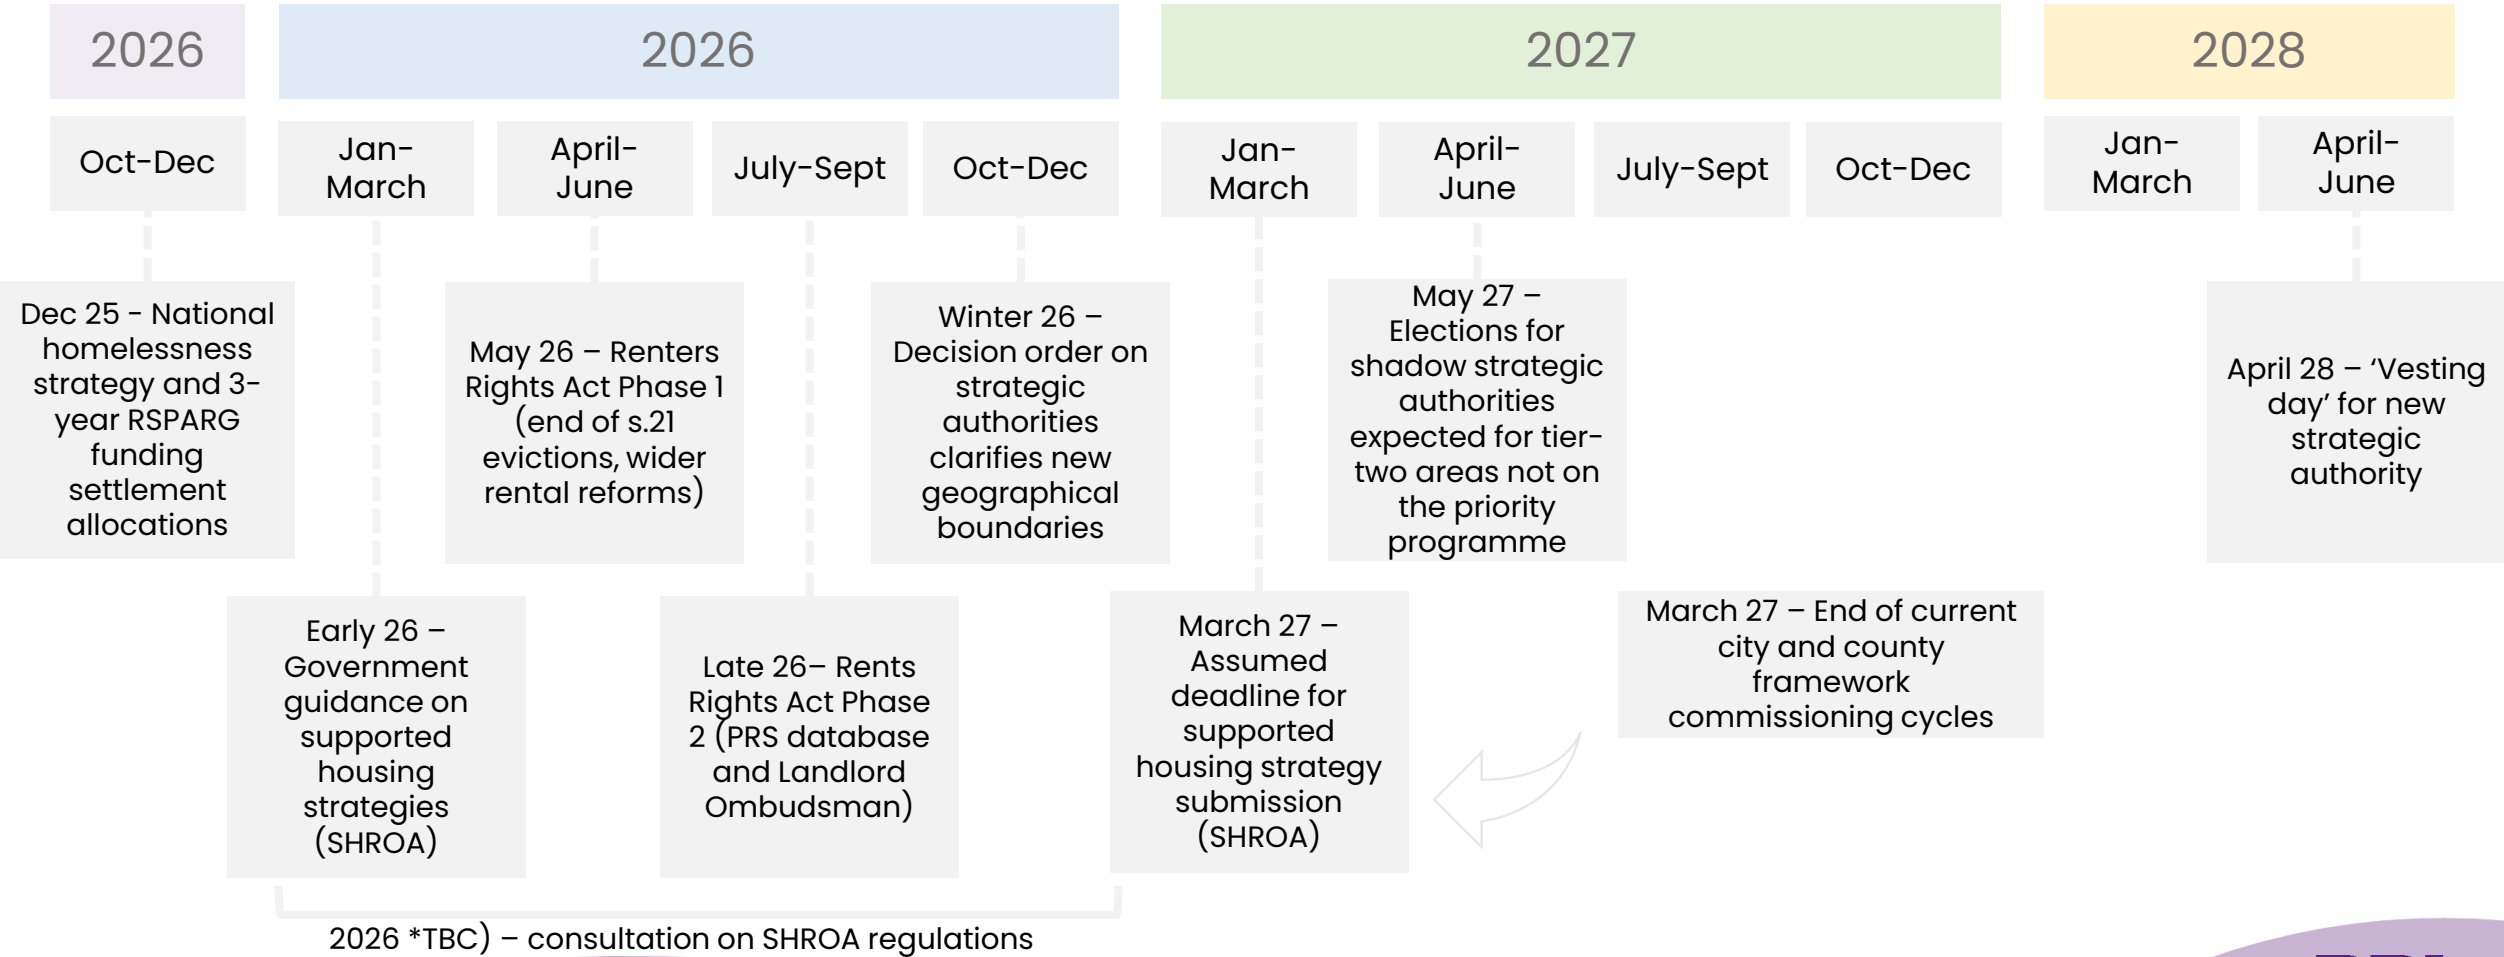 2026
2026
2027
2028
Oct-Dec
Jan-
March
April-
June
July-Sept
Oct-Dec
Jan-
March
April-
June
July-Sept
Oct-Dec
Jan-
March
April-
June
Dec 25 - National
homelessness
strategy and 3-
year RSPARG
funding
settlement
allocations
Early 26 –
Government
guidance on
supported
housing
strategies
(SHROA)
May 26 – Renters
Rights Act Phase 1
(end of s.21
evictions, wider
rental reforms)
Late 26– Rents
Rights Act Phase
2 (PRS database
and Landlord
Ombudsman)
Winter 26 –
Decision order on
strategic
authorities
clarifies new
geographical
boundaries
March 27 –
Assumed
deadline for
supported
housing strategy
submission
(SHROA)
May 27 –
Elections for
shadow strategic
authorities
expected for tier-
two areas not on
the priority
programme
March 27 – End of current
city and county
framework
commissioning cycles
April 28 – ‘Vesting
day’ for new
strategic
authority
2026 *TBC) – consultation on SHROA regulations